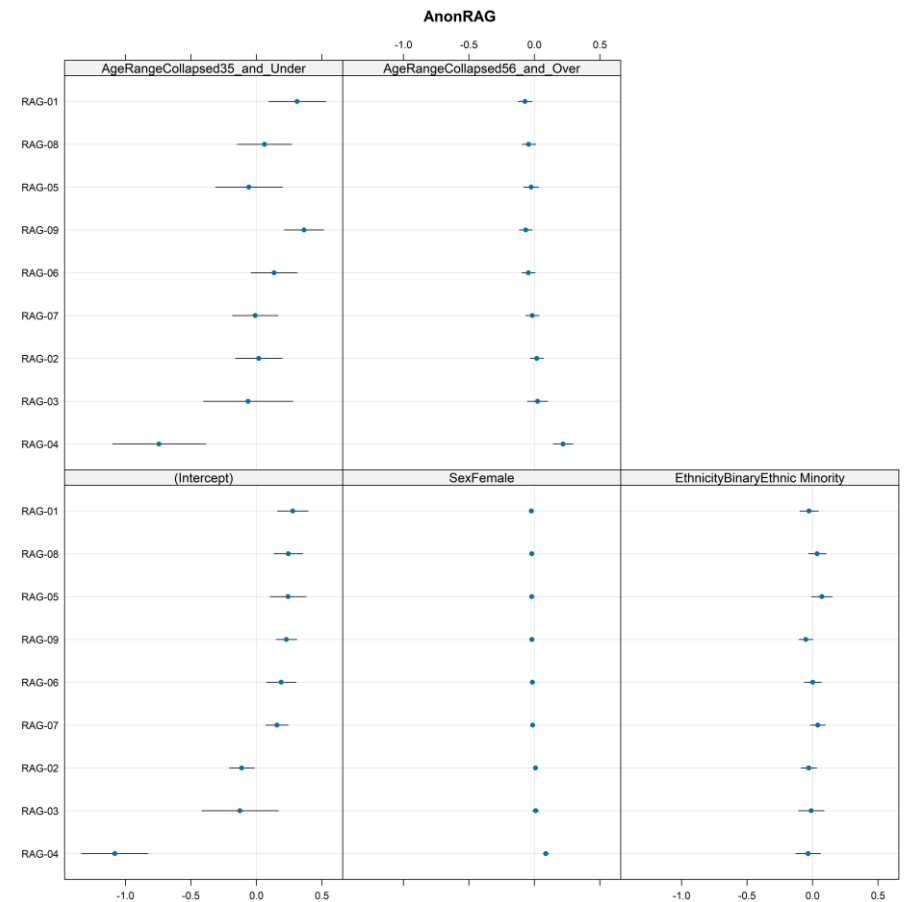 AnonRAG
-1.0 -0.5 0.0 0.5
AgeRangeCollapsed35_and_Under AgeRangeCollapsed56_and_Over
RAG-01
RAG-08
RAG-05
RAG-09
RAG-06
RAG-07
RAG-02
RAG-03
RAG-04
(Intercept) SexFemale EthnicityBinaryEthnic Minority
RAG-01
RAG-08
RAG-05
RAG-09
RAG-06
RAG-07
RAG-02
RAG-03
RAG-04
-1.0 -0.5 0.0 0.5 -1.0 -0.5 0.0 0.5